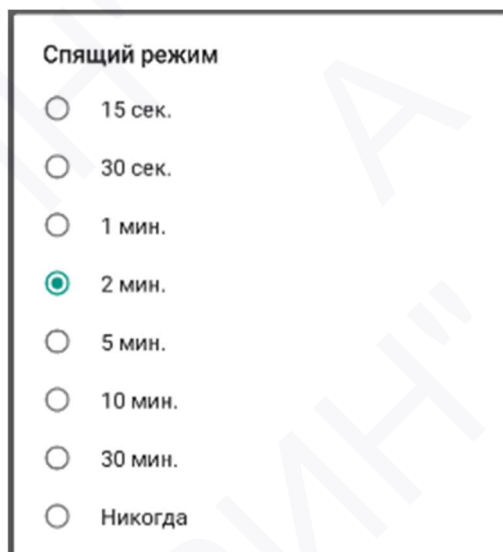 Спящий режим
15 сек.
30 сек.
1 мин.
2 мин.
5 мин.
10 мин.
30 мин.
Никогда